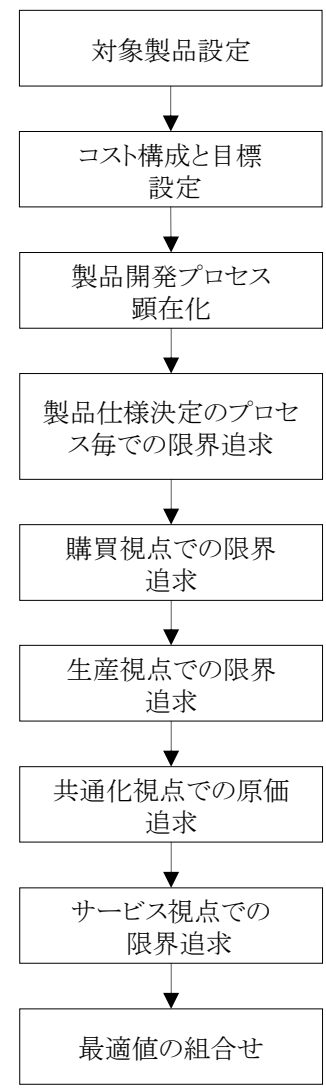 対象製品設定
コスト構成と目標
設定
製品開発プロセス
顕在化
製品仕様決定のプロセ
ス毎での限界追求
購買視点での限界
追求
生産視点での限界
追求
共通化視点での原価
追求
サービス視点での
限界追求
最適値の組合せ